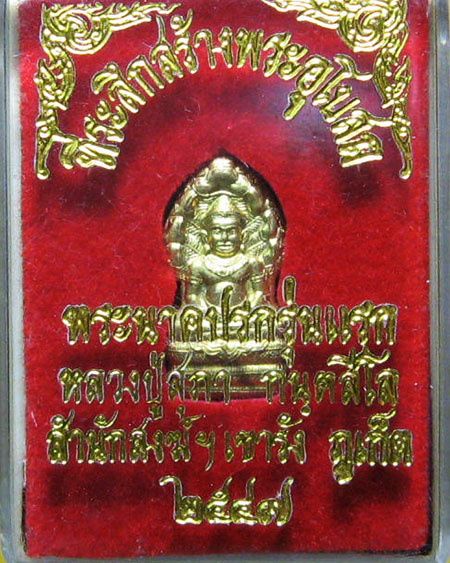 ที่ระลึกสร้างพระอุโบสถ
พระนาคปรกรุ่นแรก
หลวงปู่สุภา กนฺตสีโล
สำนักสงฆ์ฯเขารัง ภูเก็ต
๒๕๔๗